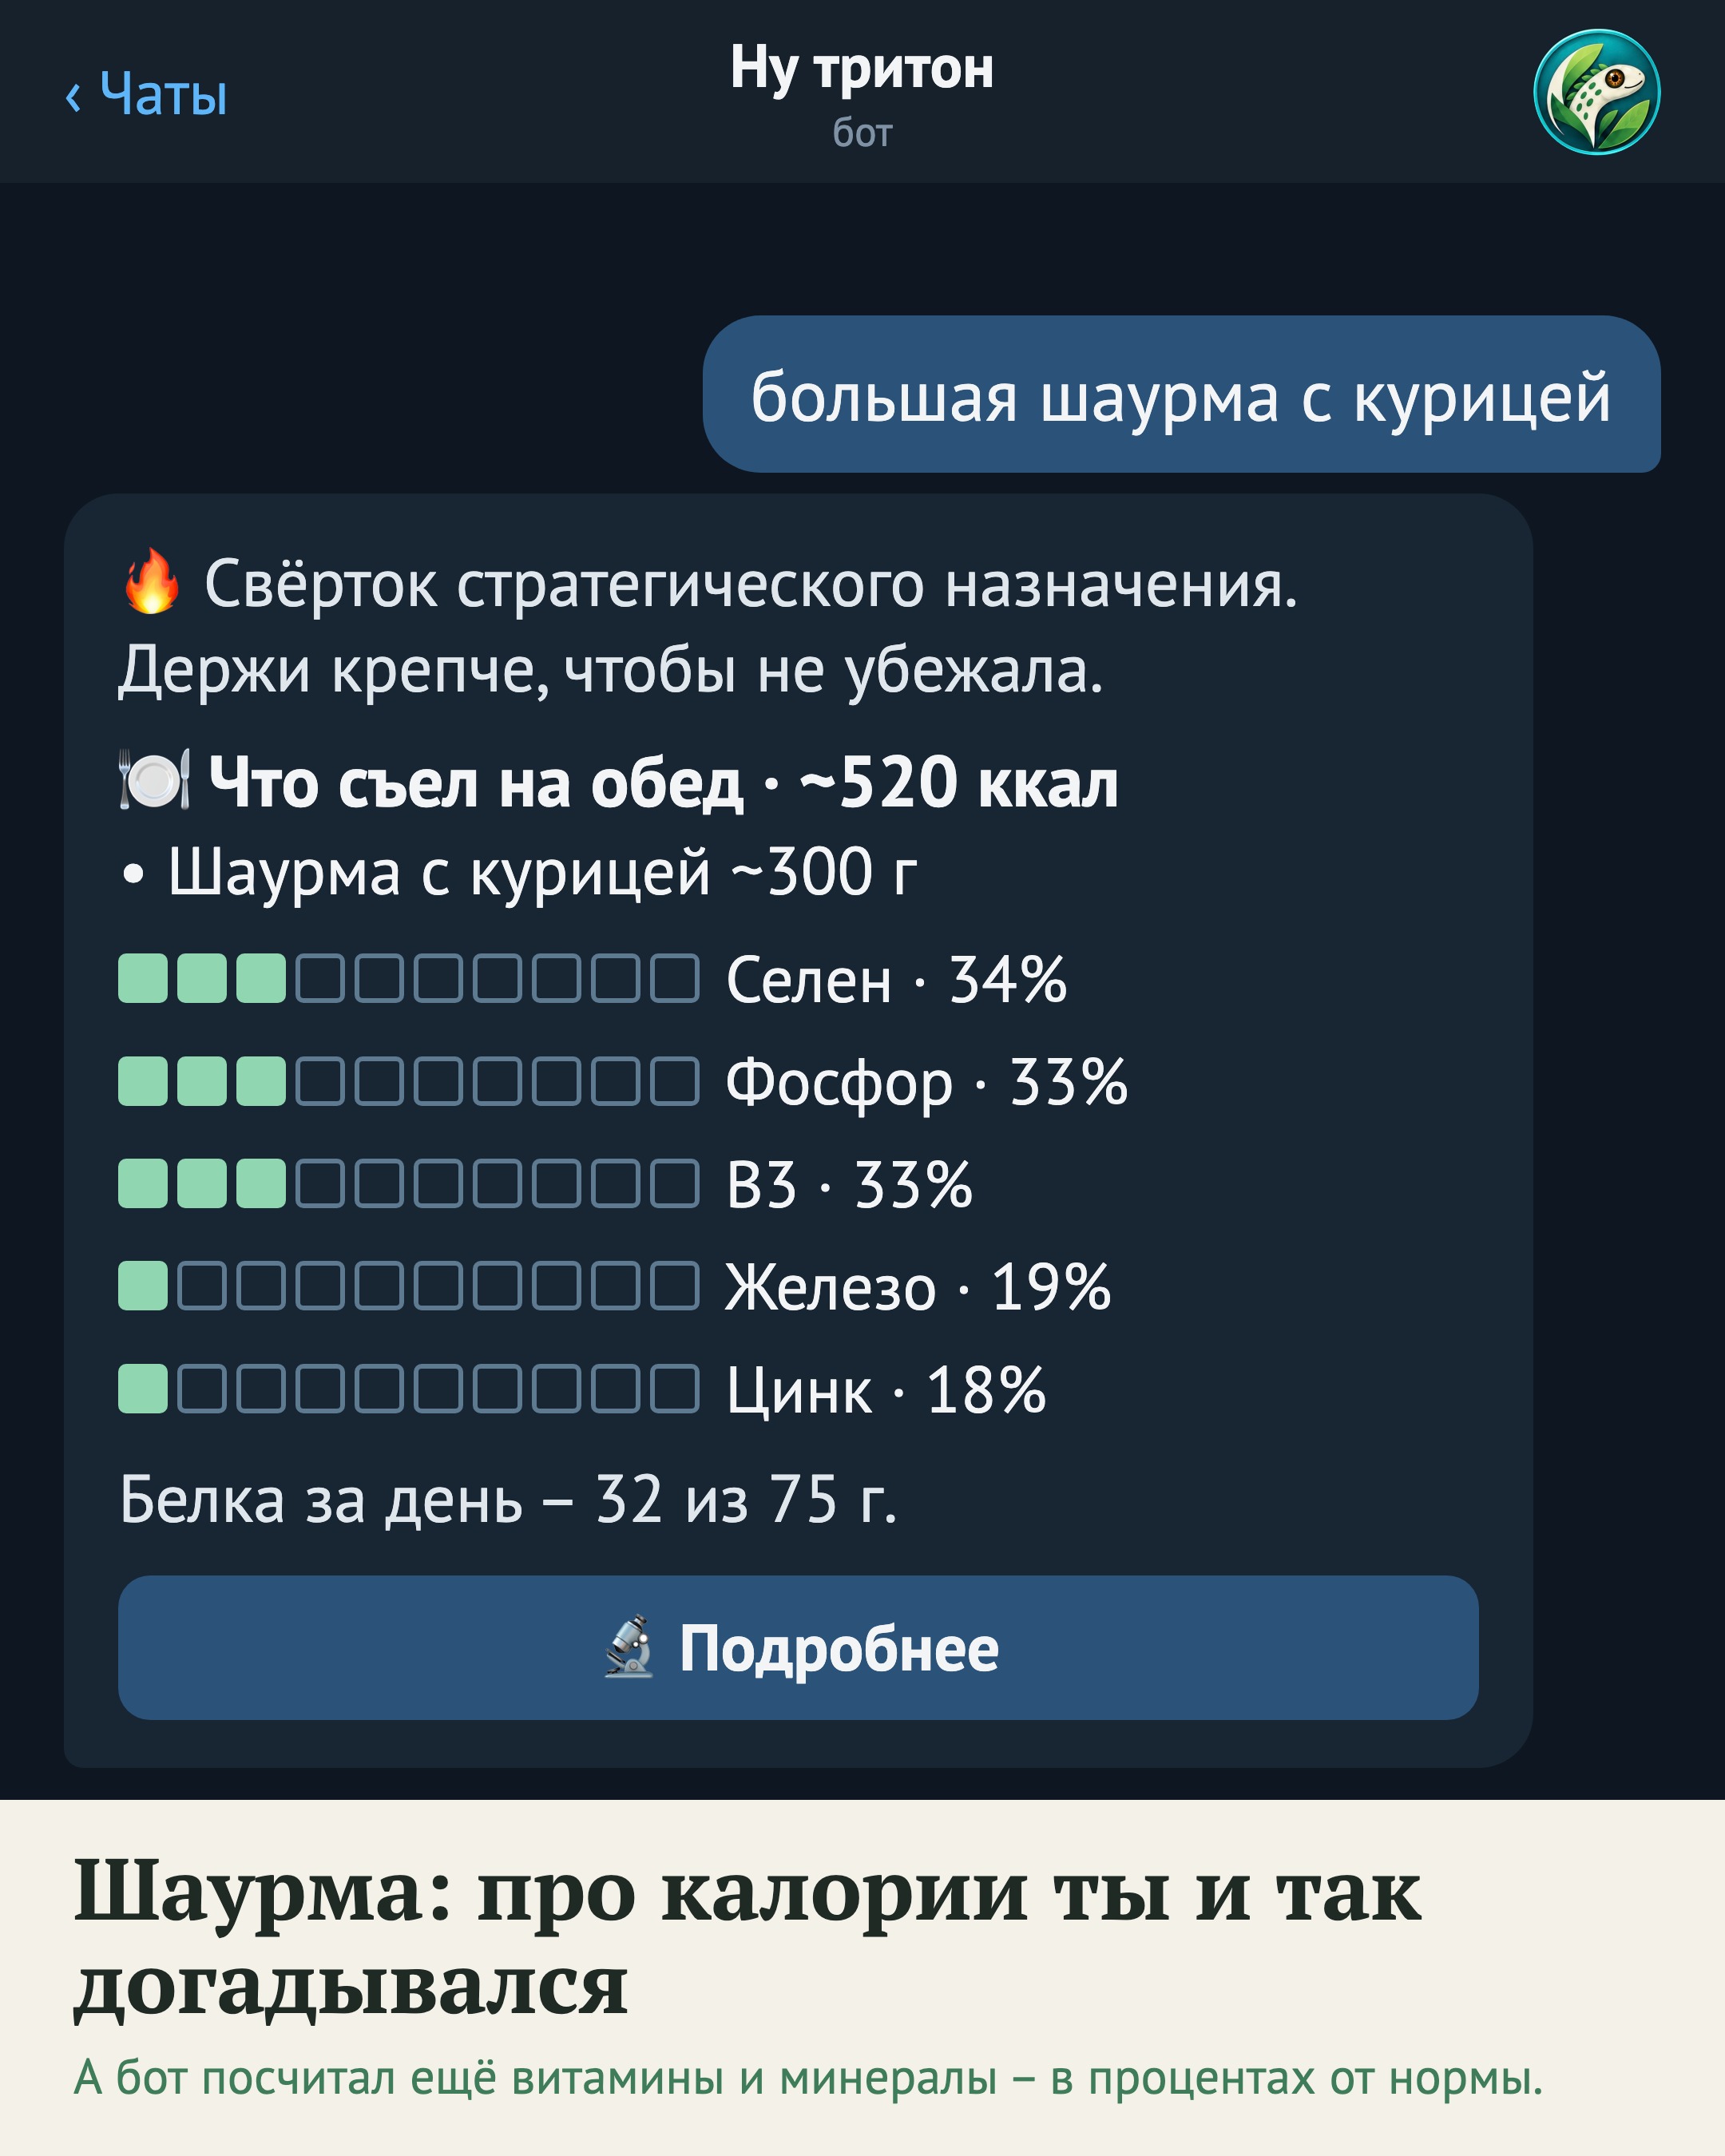 ‹ Чаты
Ну тритон
бот
большая шаурма с курицей
🔥 Свёрток стратегического назначения.
Держи крепче, чтобы не убежала.
🍽️ Что съел на обед · ~520 ккал
• Шаурма с курицей ~300 г
Селен · 34%
Фосфор · 33%
B3 · 33%
Железо · 19%
Цинк · 18%
Белка за день – 32 из 75 г.
🔬 Подробнее
Шаурма: про калории ты и так
догадывался
А бот посчитал ещё витамины и минералы – в процентах от нормы.